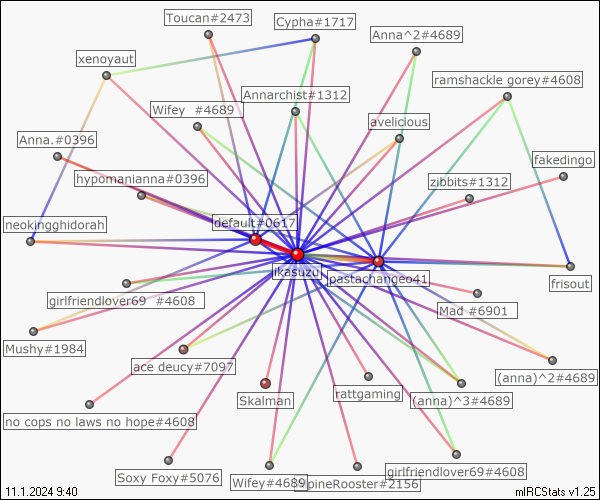 Toucan#2473
Cypha#1717
Anna^2#4689
xenoyaut
ramshackle gorey#4608
Annarchist#1312
Wifey  #4689
avelicious
Anna.#0396
fakedingo
hypomanianna#0396
zibbits#1312
default#0617
neokingghidorah
ikasuzu
pastachangeo41
frisout
girlfriendlover69  #4608
Mad #6901
Mushy#1984
ace deucy#7097
(anna)^2#4689
Skalman
rattgaming
(anna)^3#4689
no cops no laws no hope#4608
Soxy Foxy#5076
Wifey#4689
pineRooster#2156
girlfriendlover69#4608
11.1.2024 9:40
mIRCStats v1.25